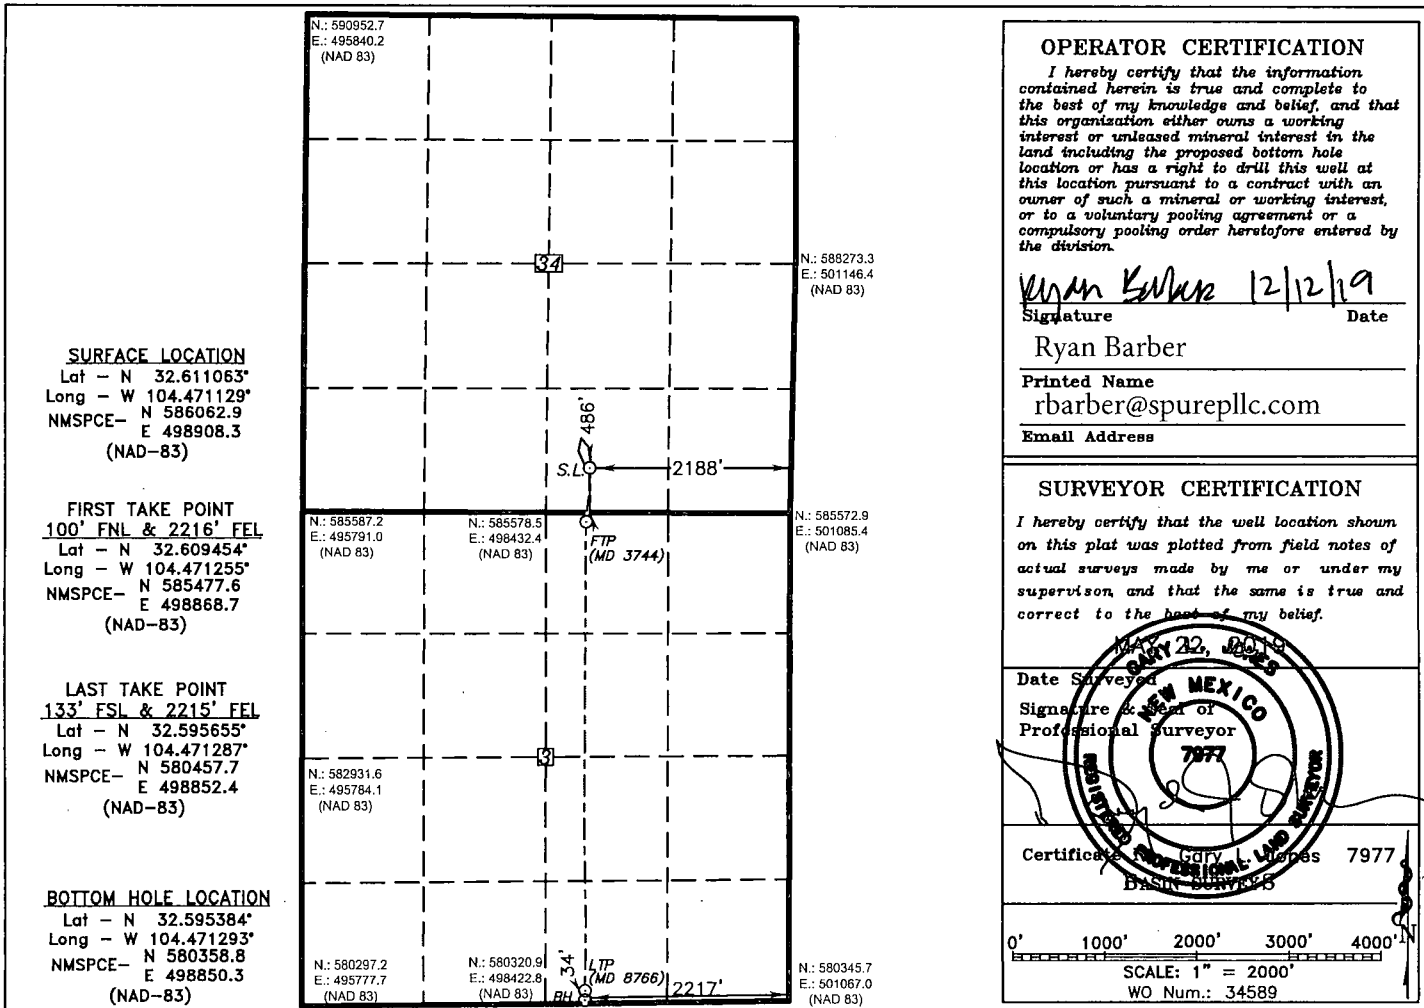 N.: 590952.7
E.: 495840.2
(NAD 83)
34
N.: 588273.3
E.: 501146.4
(NAD 83)
SURFACE LOCATION
Lat - N 32.611063°
Long - W 104.471129°
NMSPCE- N 586062.9
E 498908.3
(NAD-83)
486'
S.L.
2188'
FIRST TAKE POINT
100' FNL & 2216' FEL
Lat - N 32.609454°
Long - W 104.471255°
NMSPCE- N 585477.6
E 498868.7
(NAD-83)
N.: 585587.2
E.: 495791.0
(NAD 83)
N.: 585578.5
E.: 498432.4
(NAD 83)
FTP
(MD 3744)
N.: 585572.9
E.: 501085.4
(NAD 83)
LAST TAKE POINT
133' FSL & 2215' FEL
Lat - N 32.595655°
Long - W 104.471287°
NMSPCE- N 580457.7
E 498852.4
(NAD-83)
3
N.: 582931.6
E.: 495784.1
(NAD 83)
BOTTOM HOLE LOCATION
Lat - N 32.595384°
Long - W 104.471293°
NMSPCE- N 580358.8
E 498850.3
(NAD-83)
N.: 580297.2
E.: 495777.7
(NAD 83)
N.: 580320.9
E.: 498422.8
(NAD 83)
34'
LTP
(MD 8766)
BH
2217'
N.: 580345.7
E.: 501067.0
(NAD 83)
OPERATOR CERTIFICATION
I hereby certify that the information
contained herein is true and complete to
the best of my knowledge and belief, and that
this organization either owns a working
interest or unleased mineral interest in the
land including the proposed bottom hole
location or has a right to drill this well at
this location pursuant to a contract with an
owner of such a mineral or working interest,
or to a voluntary pooling agreement or a
compulsory pooling order heretofore entered by
the division.
Ryan Barber 12/12/19
Signature Date
Ryan Barber
Printed Name
rbarber@spurepllc.com
Email Address
SURVEYOR CERTIFICATION
I hereby certify that the well location shown
on this plat was plotted from field notes of
actual surveys made by me or under my
supervison, and that the same is true and
correct to the best of my belief.
MAY 22, 2019
Date Surveyed
Signature & Seal of
Professional Surveyor
GARY L. JONES
NEW MEXICO
7977
REGISTERED PROFESSIONAL LAND SURVEYOR
Certificate Gary L. Jones 7977
BASIN SURVEYS
N
0' 1000' 2000' 3000' 4000'
SCALE: 1" = 2000'
WO Num.: 34589